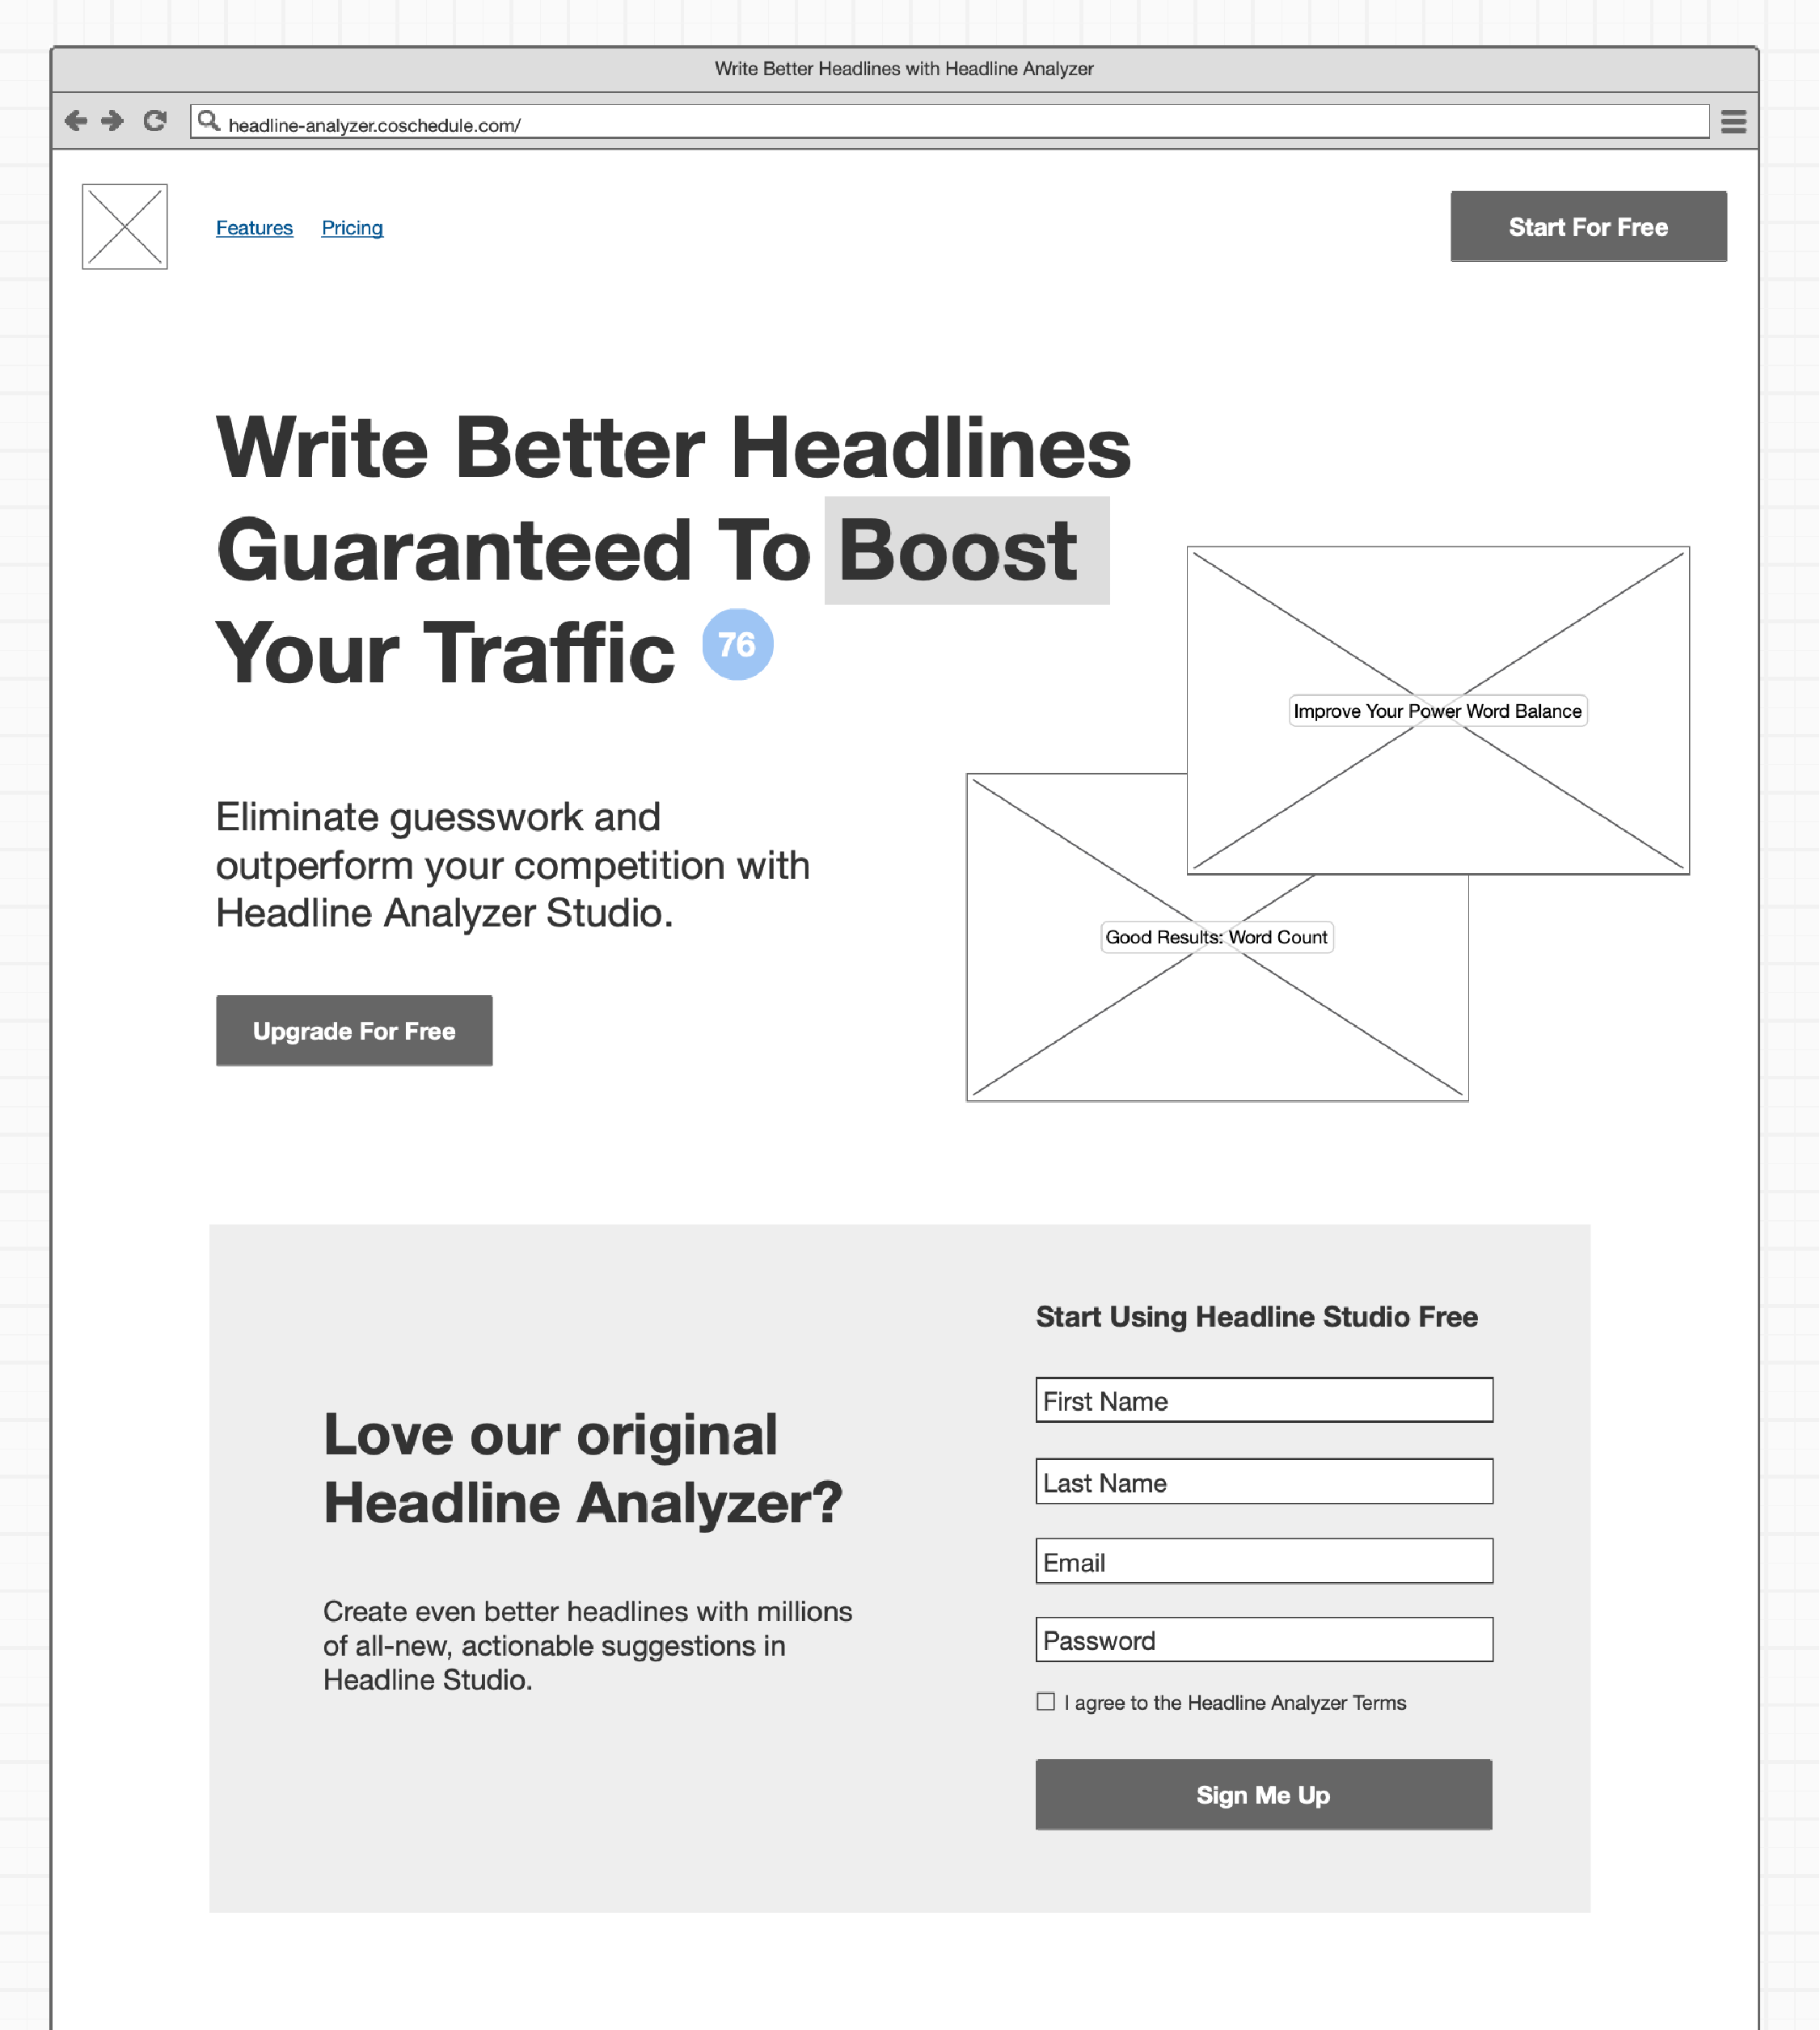 Write Better Headlines with Headline Analyzer
headline-analyzer.coschedule.com/
Features Pricing
Start For Free
Write Better Headlines
Guaranteed To Boost
Your Traffic 76
Improve Your Power Word Balance
Eliminate guesswork and
outperform your competition with
Headline Analyzer Studio.
Good Results: Word Count
Upgrade For Free
Love our original
Headline Analyzer?
Create even better headlines with millions
of all-new, actionable suggestions in
Headline Studio.
Start Using Headline Studio Free
First Name
Last Name
Email
Password
I agree to the Headline Analyzer Terms
Sign Me Up